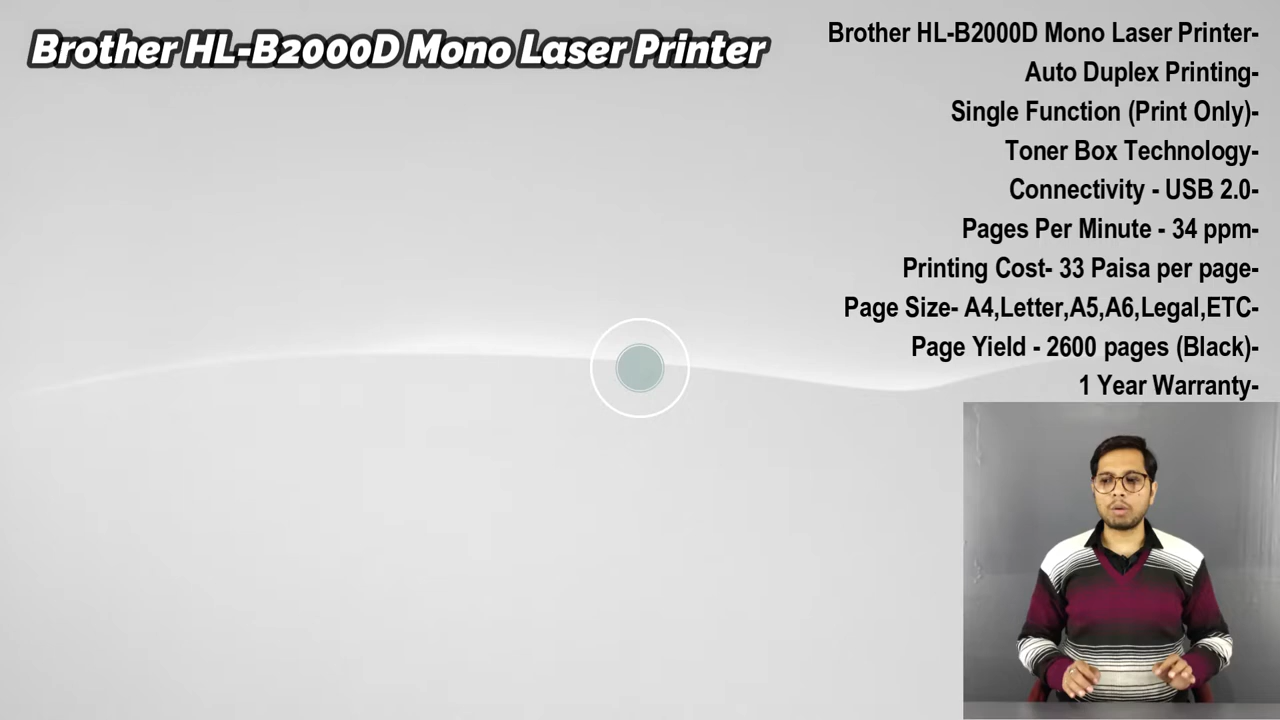 Brother HL-B2000D Mono Laser Printer
Brother HL-B2000D Mono Laser Printer-
Auto Duplex Printing-
Single Function (Print Only)-
Toner Box Technology-
Connectivity - USB 2.0-
Pages Per Minute - 34 ppm-
Printing Cost- 33 Paisa per page-
Page Size- A4,Letter,A5,A6,Legal,ETC-
Page Yield - 2600 pages (Black)-
1 Year Warranty-